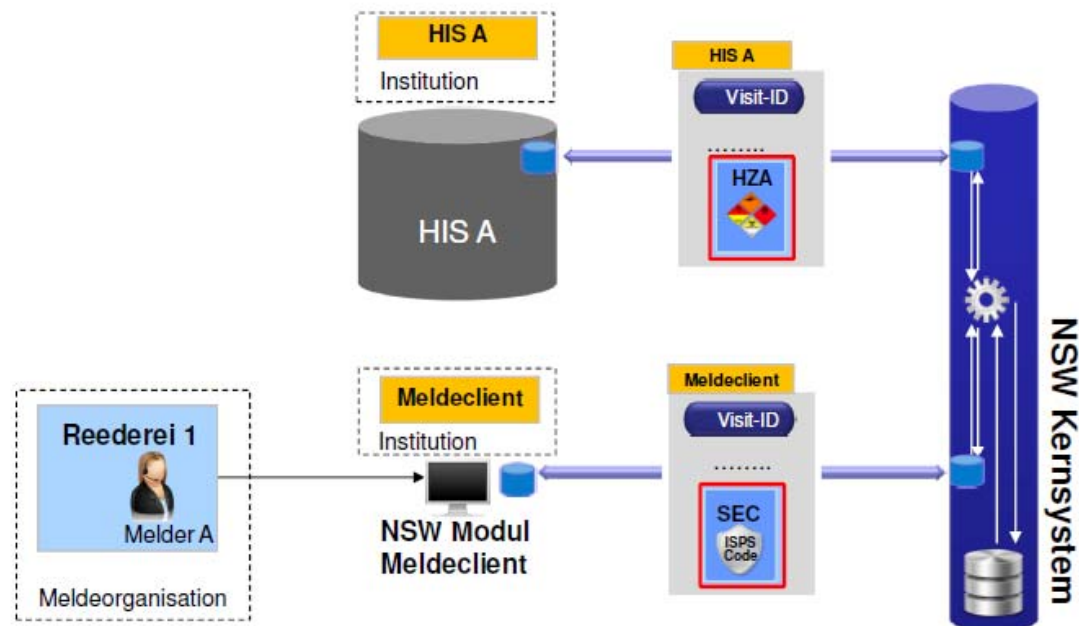 HIS A
Institution
HIS A
HIS A
Visit-ID
........
HZA
Reederei 1
Melder A
Meldeorganisation
Meldeclient
Institution
NSW Modul
Meldeclient
Meldeclient
Visit-ID
........
SEC
ISPS
Code
NSW Kernsystem